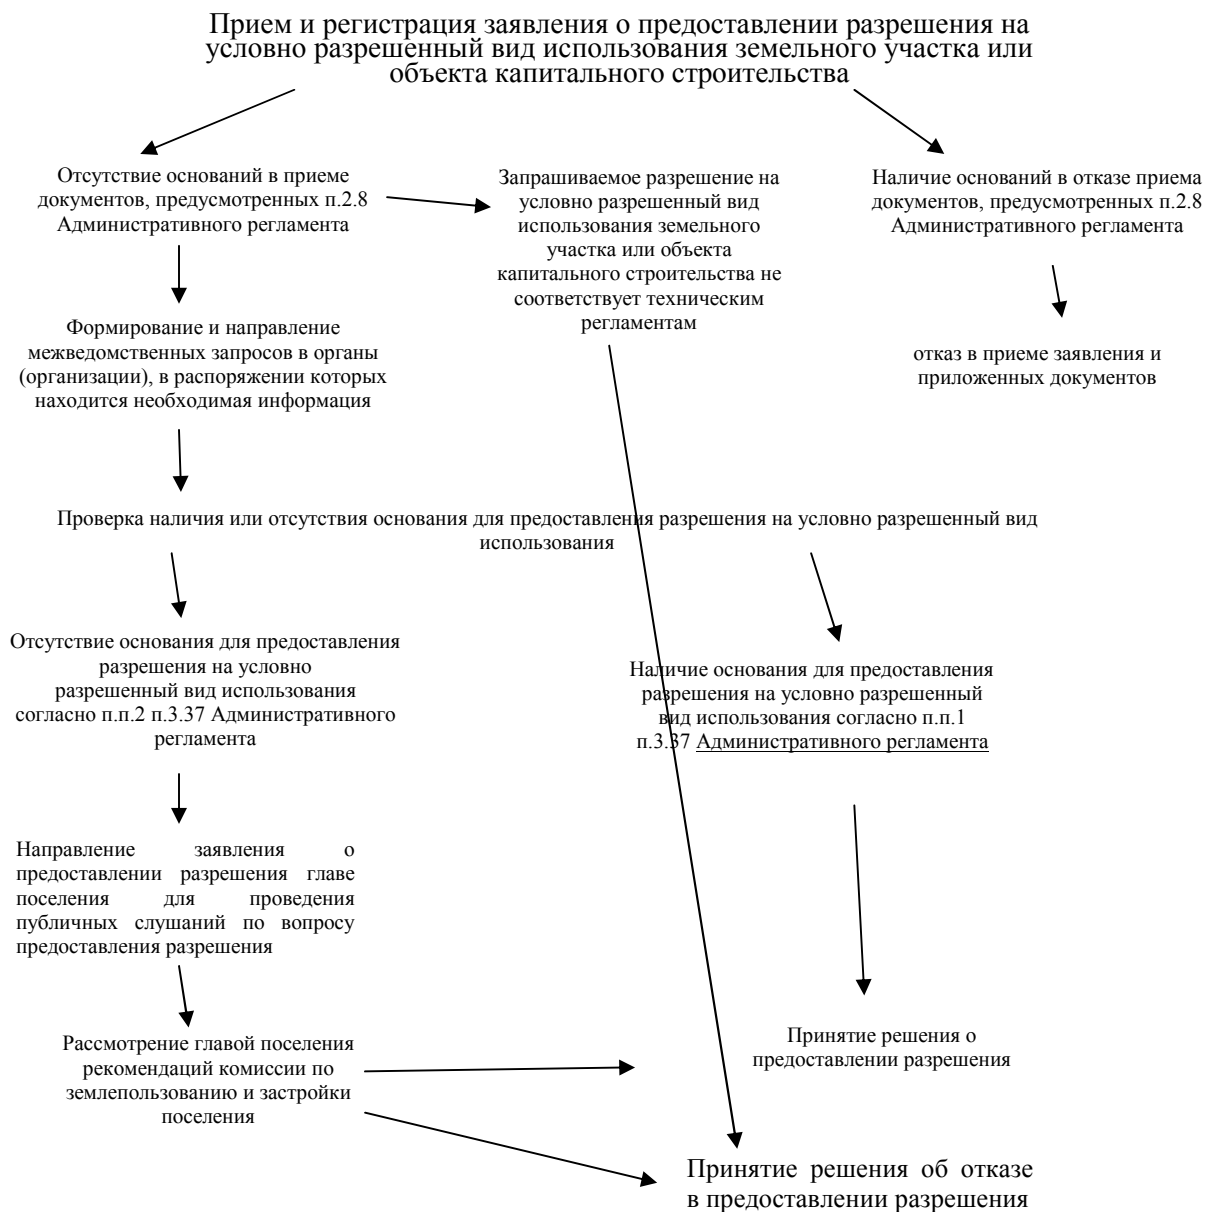 Прием и регистрация заявления о предоставлении разрешения на
условно разрешенный вид использования земельного участка или
объекта капитального строительства
Отсутствие оснований в приеме
документов, предусмотренных п.2.8
Административного регламента
Запрашиваемое разрешение на
условно разрешенный вид
использования земельного
участка или объекта
капитального строительства не
соответствует техническим
регламентам
Наличие оснований в отказе приема
документов, предусмотренных п.2.8
Административного регламента
Формирование и направление
межведомственных запросов в органы
(организации), в распоряжении которых
находится необходимая информация
отказ в приеме заявления и
приложенных документов
Проверка наличия или отсутствия основания для предоставления разрешения на условно разрешенный вид
использования
Отсутствие основания для предоставления
разрешения на условно
разрешенный вид использования
согласно п.п.2 п.3.37 Административного
регламента
Наличие основания для предоставления
разрешения на условно разрешенный
вид использования согласно п.п.1
п.3.37 Административного регламента
Направление заявления о
предоставлении разрешения главе
поселения для проведения
публичных слушаний по вопросу
предоставления разрешения
Рассмотрение главой поселения
рекомендаций комиссии по
землепользованию и застройки
поселения
Принятие решения о
предоставлении разрешения
Принятие решения об отказе
в предоставлении разрешения